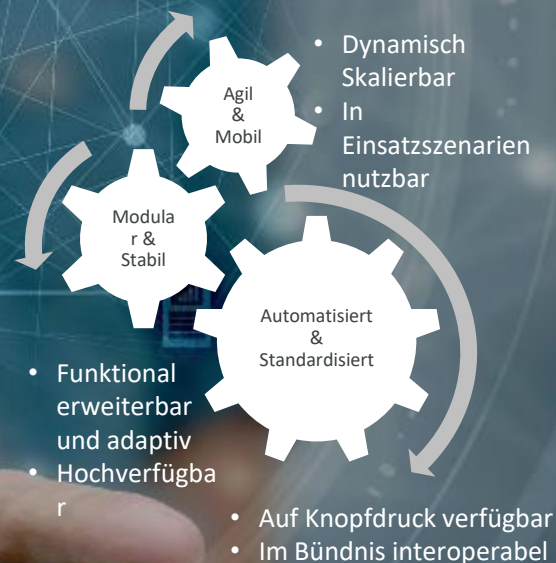 Agil
&
Mobil
• Dynamisch
Skalierbar
• In
Einsatzszenarien
nutzbar
Modula
r &
Stabil
Automatisiert
&
Standardisiert
• Funktional
erweiterbar
und adaptiv
• Hochverfügba
r
• Auf Knopfdruck verfügbar
• Im Bündnis interoperabel